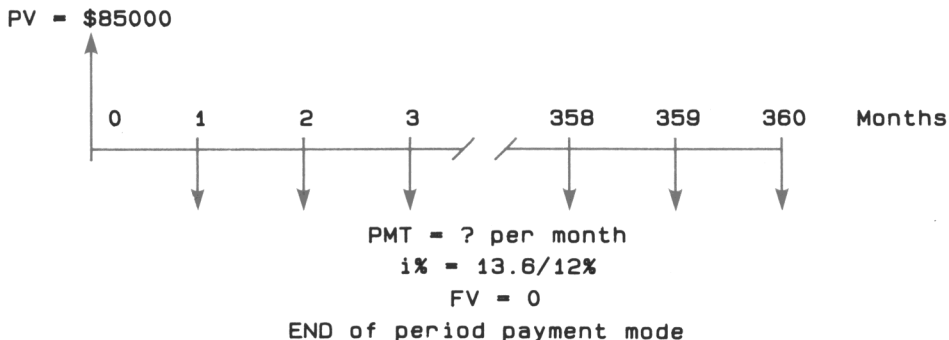 PV = $85000
0 1 2 3 358 359 360 Months
PMT = ? per month
i% = 13.6/12%
FV = 0
END of period payment mode